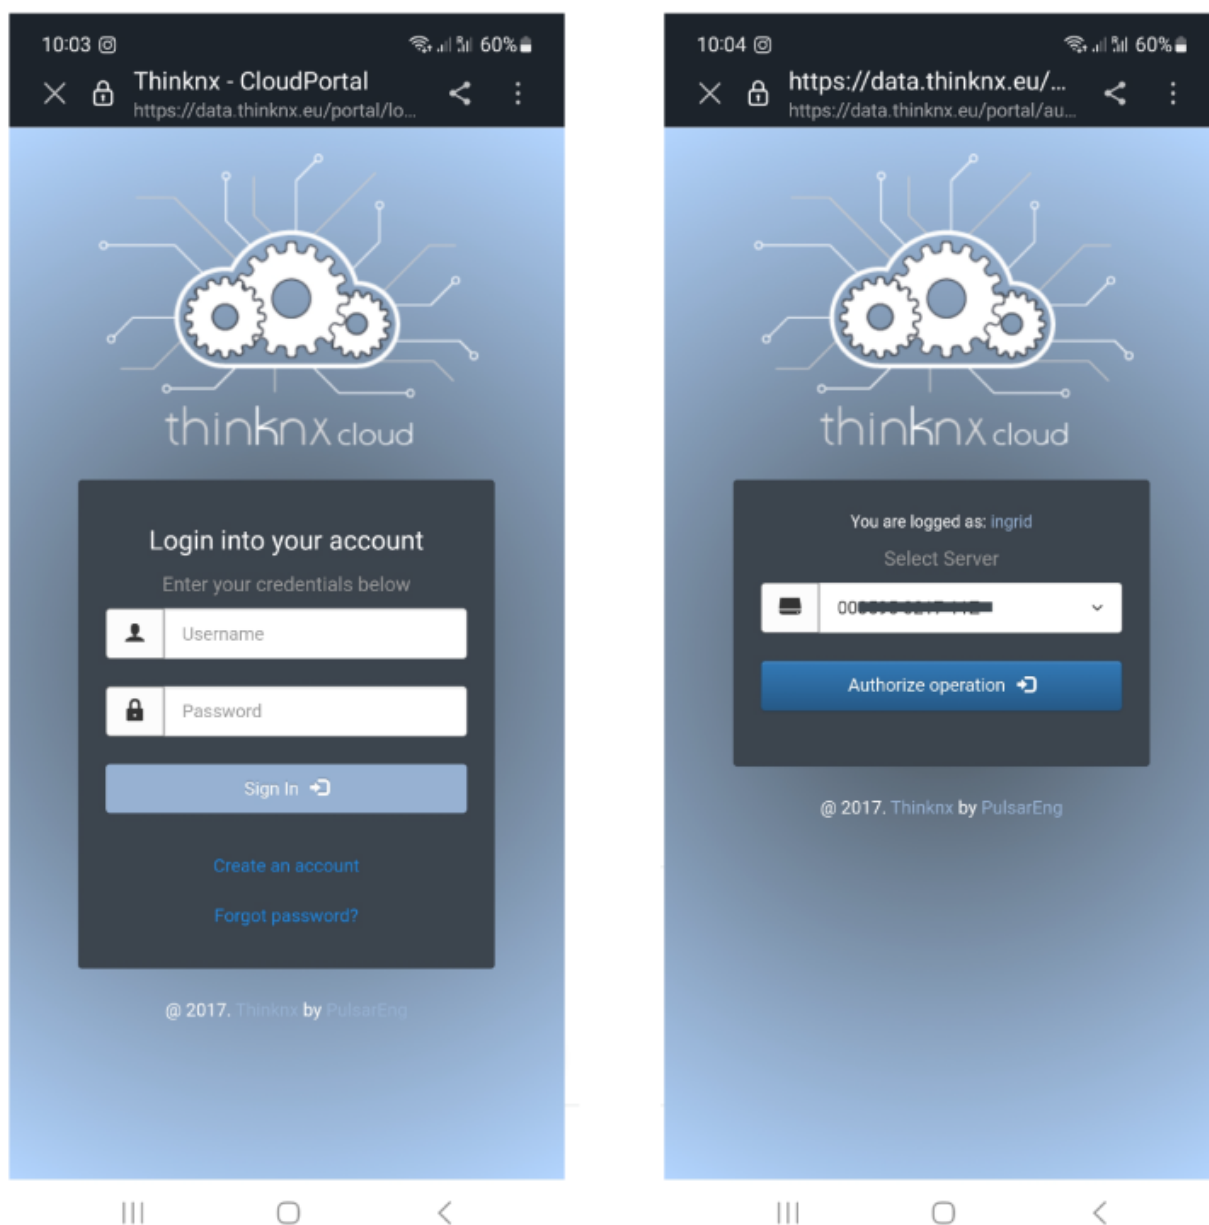 10:03
60%
Thinknx - CloudPortal
https://data.thinknx.eu/portal/lo...
thinknx cloud
Login into your account
Enter your credentials below
Username
Password
Sign In
Create an account
Forgot password?
@ 2017. Thinknx by PulsarEng
10:04
60%
https://data.thinknx.eu/...
https://data.thinknx.eu/portal/au...
thinknx cloud
You are logged as: ingrid
Select Server
00
Authorize operation
@ 2017. Thinknx by PulsarEng